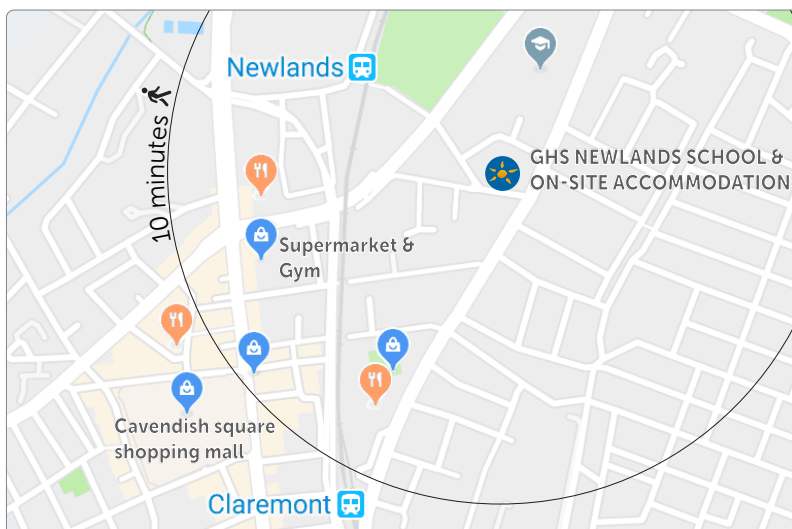 Newlands
10 minutes
GHS NEWLANDS SCHOOL &
ON-SITE ACCOMMODATION
Supermarket &
Gym
Cavendish square
shopping mall
Claremont